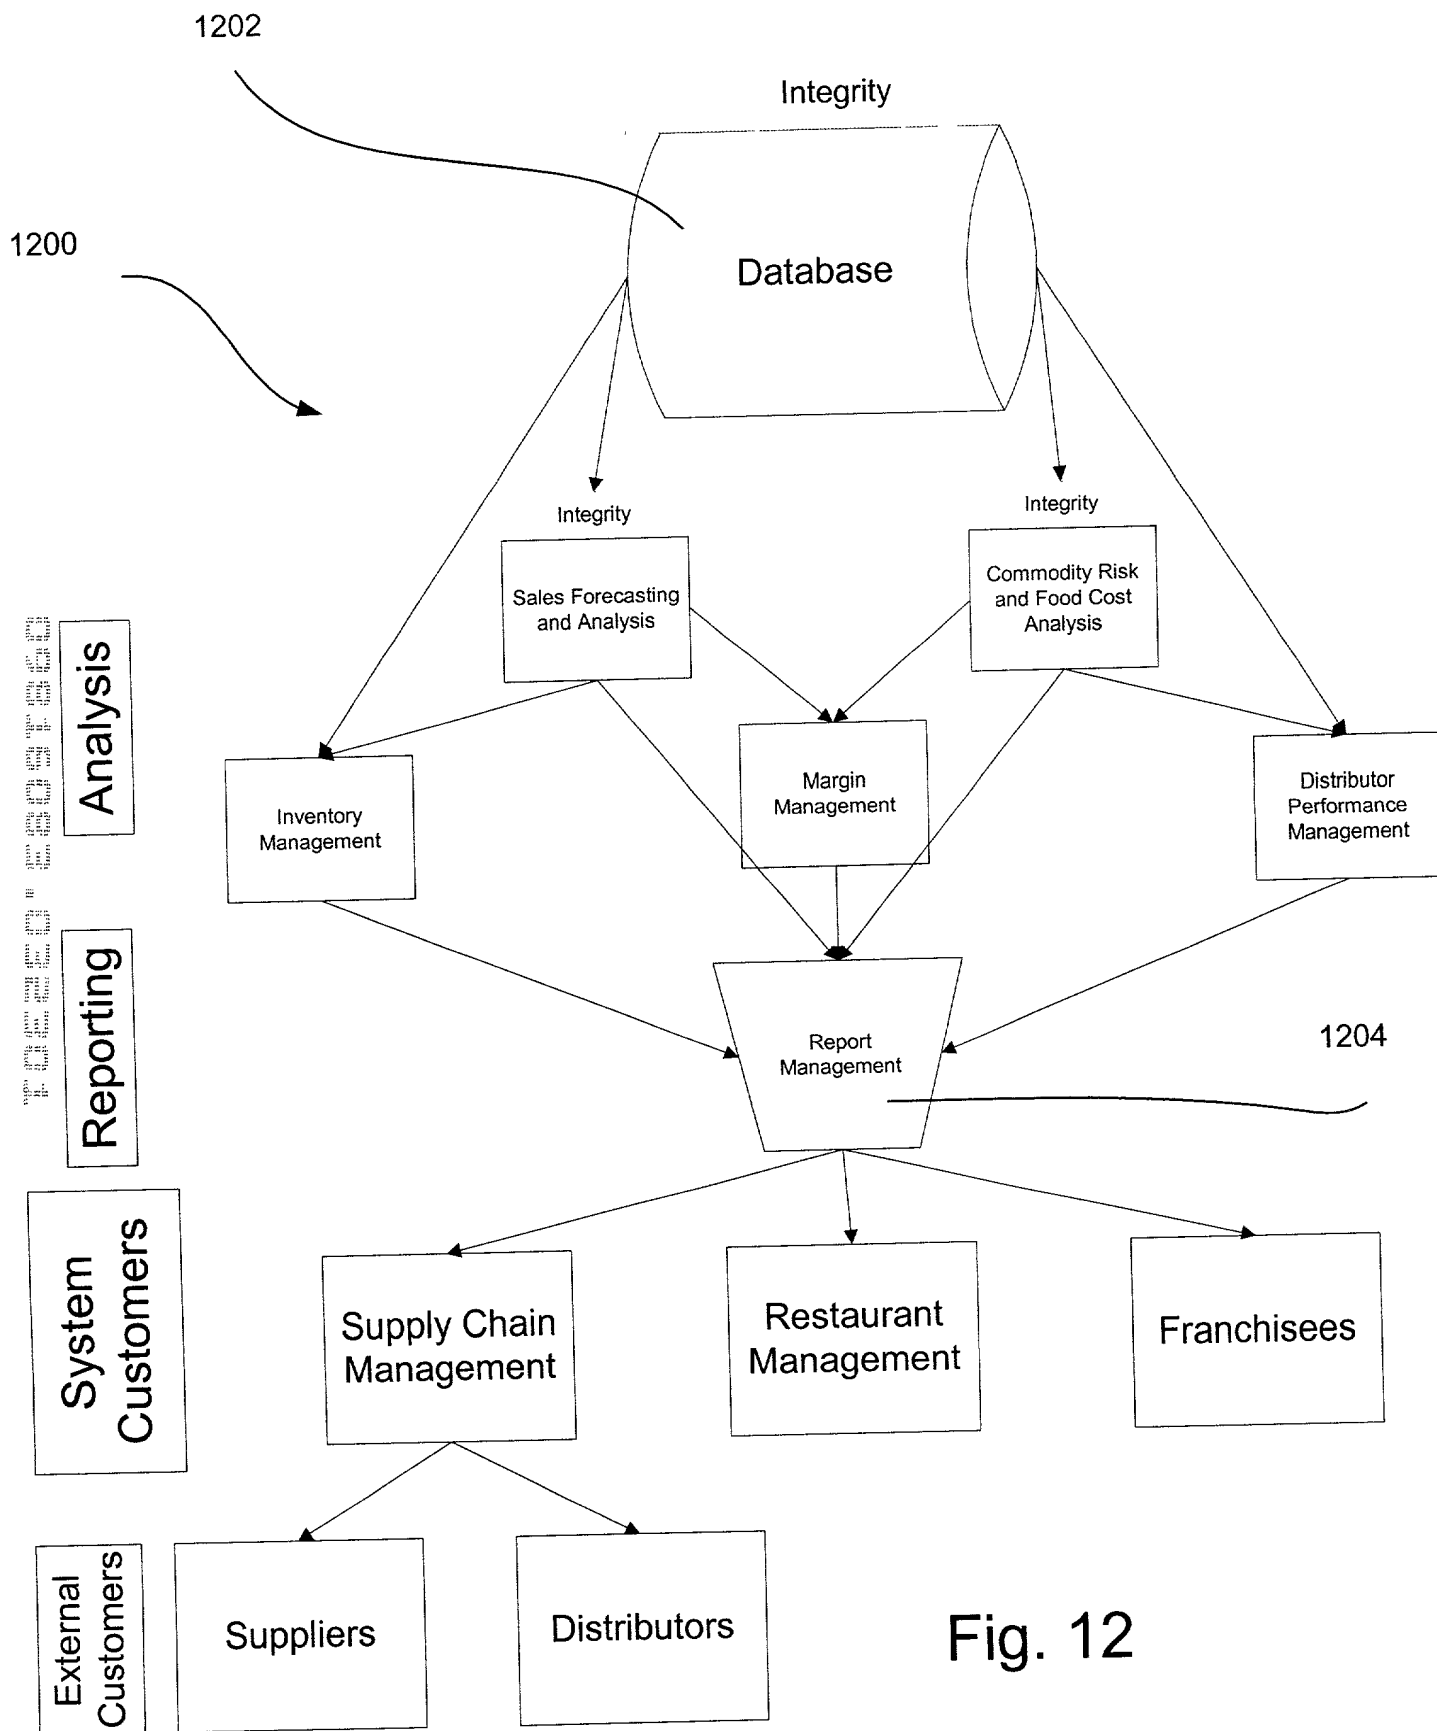 1202
Integrity
1200
Database
Integrity
Integrity
Sales Forecasting
and Analysis
Commodity Risk
and Food Cost
Analysis
Analysis
Inventory
Management
Margin
Management
Distributor
Performance
Management
Reporting
Report
Management
1204
System
Customers
Supply Chain
Management
Restaurant
Management
Franchisees
External
Customers
Suppliers
Distributors
Fig. 12